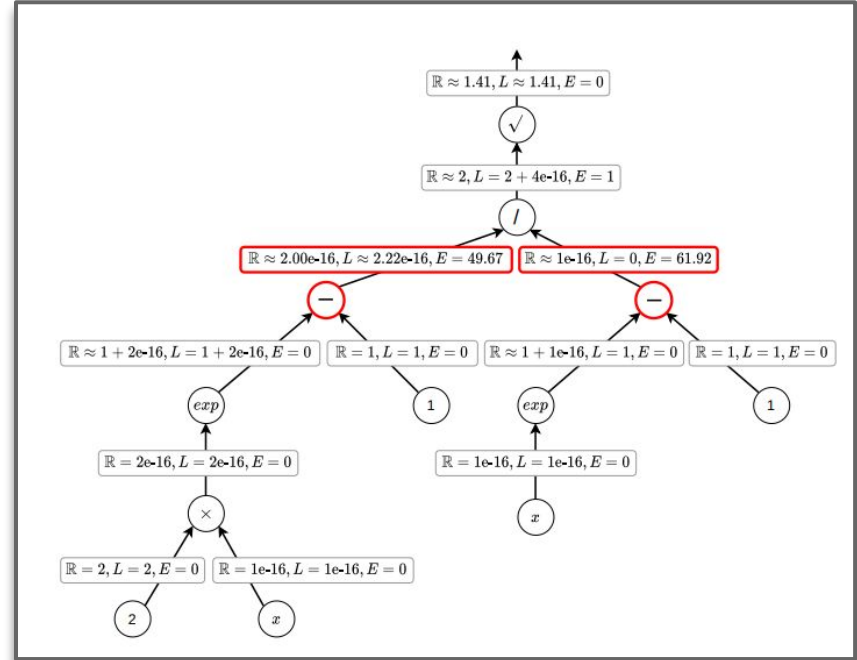 ℝ ≈ 1.41, L ≈ 1.41, E = 0
√
ℝ ≈ 2, L = 2 + 4e-16, E = 1
/
ℝ ≈ 2.00e-16, L ≈ 2.22e-16, E = 49.67
ℝ ≈ 1e-16, L = 0, E = 61.92
−
−
ℝ ≈ 1 + 2e-16, L = 1 + 2e-16, E = 0
ℝ = 1, L = 1, E = 0
ℝ ≈ 1 + 1e-16, L = 1, E = 0
ℝ = 1, L = 1, E = 0
exp
1
exp
1
ℝ = 2e-16, L = 2e-16, E = 0
ℝ = 1e-16, L = 1e-16, E = 0
×
x
ℝ = 2, L = 2, E = 0
ℝ = 1e-16, L = 1e-16, E = 0
2
x